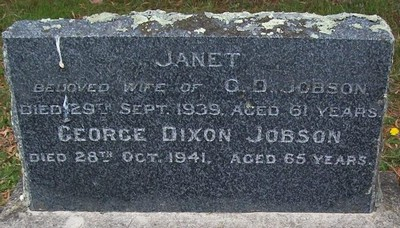 JANET
BELOVED WIFE OF G. D. JOBSON
DIED 29TH SEPT. 1939. AGED 61 YEARS
GEORGE DIXON JOBSON
DIED 28TH OCT. 1941. AGED 65 YEARS.